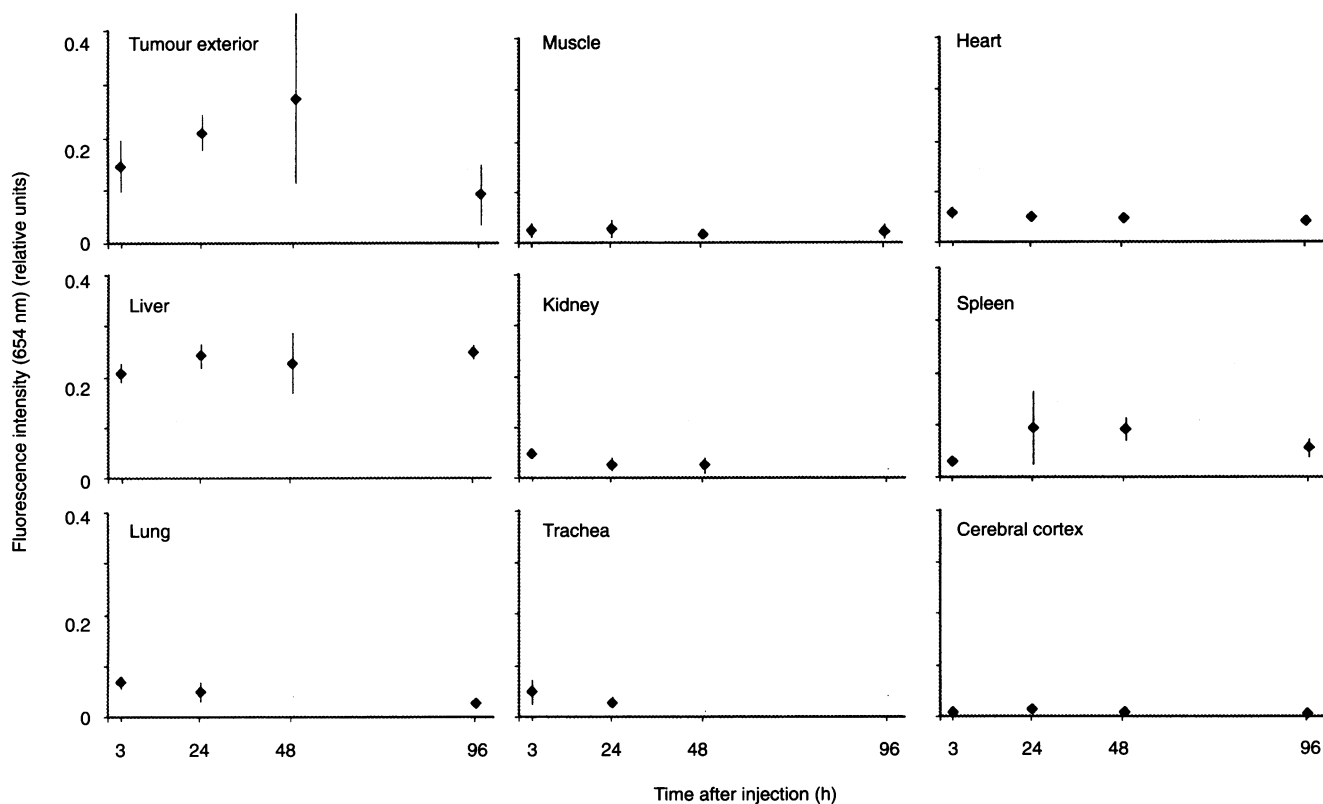 Fluorescence intensity (654 nm) (relative units)
0.4
0.2
0
Tumour exterior
Muscle
Heart
0.4
0.2
0
Liver
Kidney
Spleen
0.4
0.2
0
Lung
Trachea
Cerebral cortex
3 24 48 96
3 24 48 96
3 24 48 96
Time after injection (h)